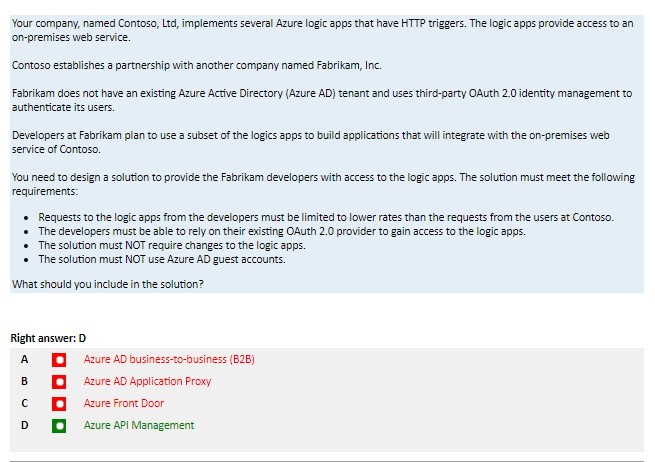 Your company, named Contoso, Ltd, implements several Azure logic apps that have HTTP triggers. The logic apps provide access to an
on-premises web service.
Contoso establishes a partnership with another company named Fabrikam, Inc.
Fabrikam does not have an existing Azure Active Directory (Azure AD) tenant and uses third-party OAuth 2.0 identity management to
authenticate its users.
Developers at Fabrikam plan to use a subset of the logics apps to build applications that will integrate with the on-premises web
service of Contoso.
You need to design a solution to provide the Fabrikam developers with access to the logic apps. The solution must meet the following
requirements:
• Requests to the logic apps from the developers must be limited to lower rates than the requests from the users at Contoso.
• The developers must be able to rely on their existing OAuth 2.0 provider to gain access to the logic apps.
• The solution must NOT require changes to the logic apps.
• The solution must NOT use Azure AD guest accounts.
What should you include in the solution?
Right answer: D
A Azure AD business-to-business (B2B)
B Azure AD Application Proxy
C Azure Front Door
D Azure API Management